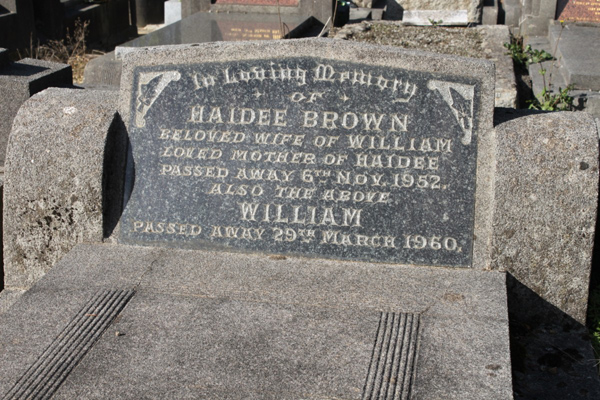 In Loving Memory
OF
HAIDEE BROWN
BELOVED WIFE OF WILLIAM
LOVED MOTHER OF HAIDEE
PASSED AWAY 6TH NOV. 1952.
ALSO THE ABOVE
WILLIAM
PASSED AWAY 29TH MARCH 1960.